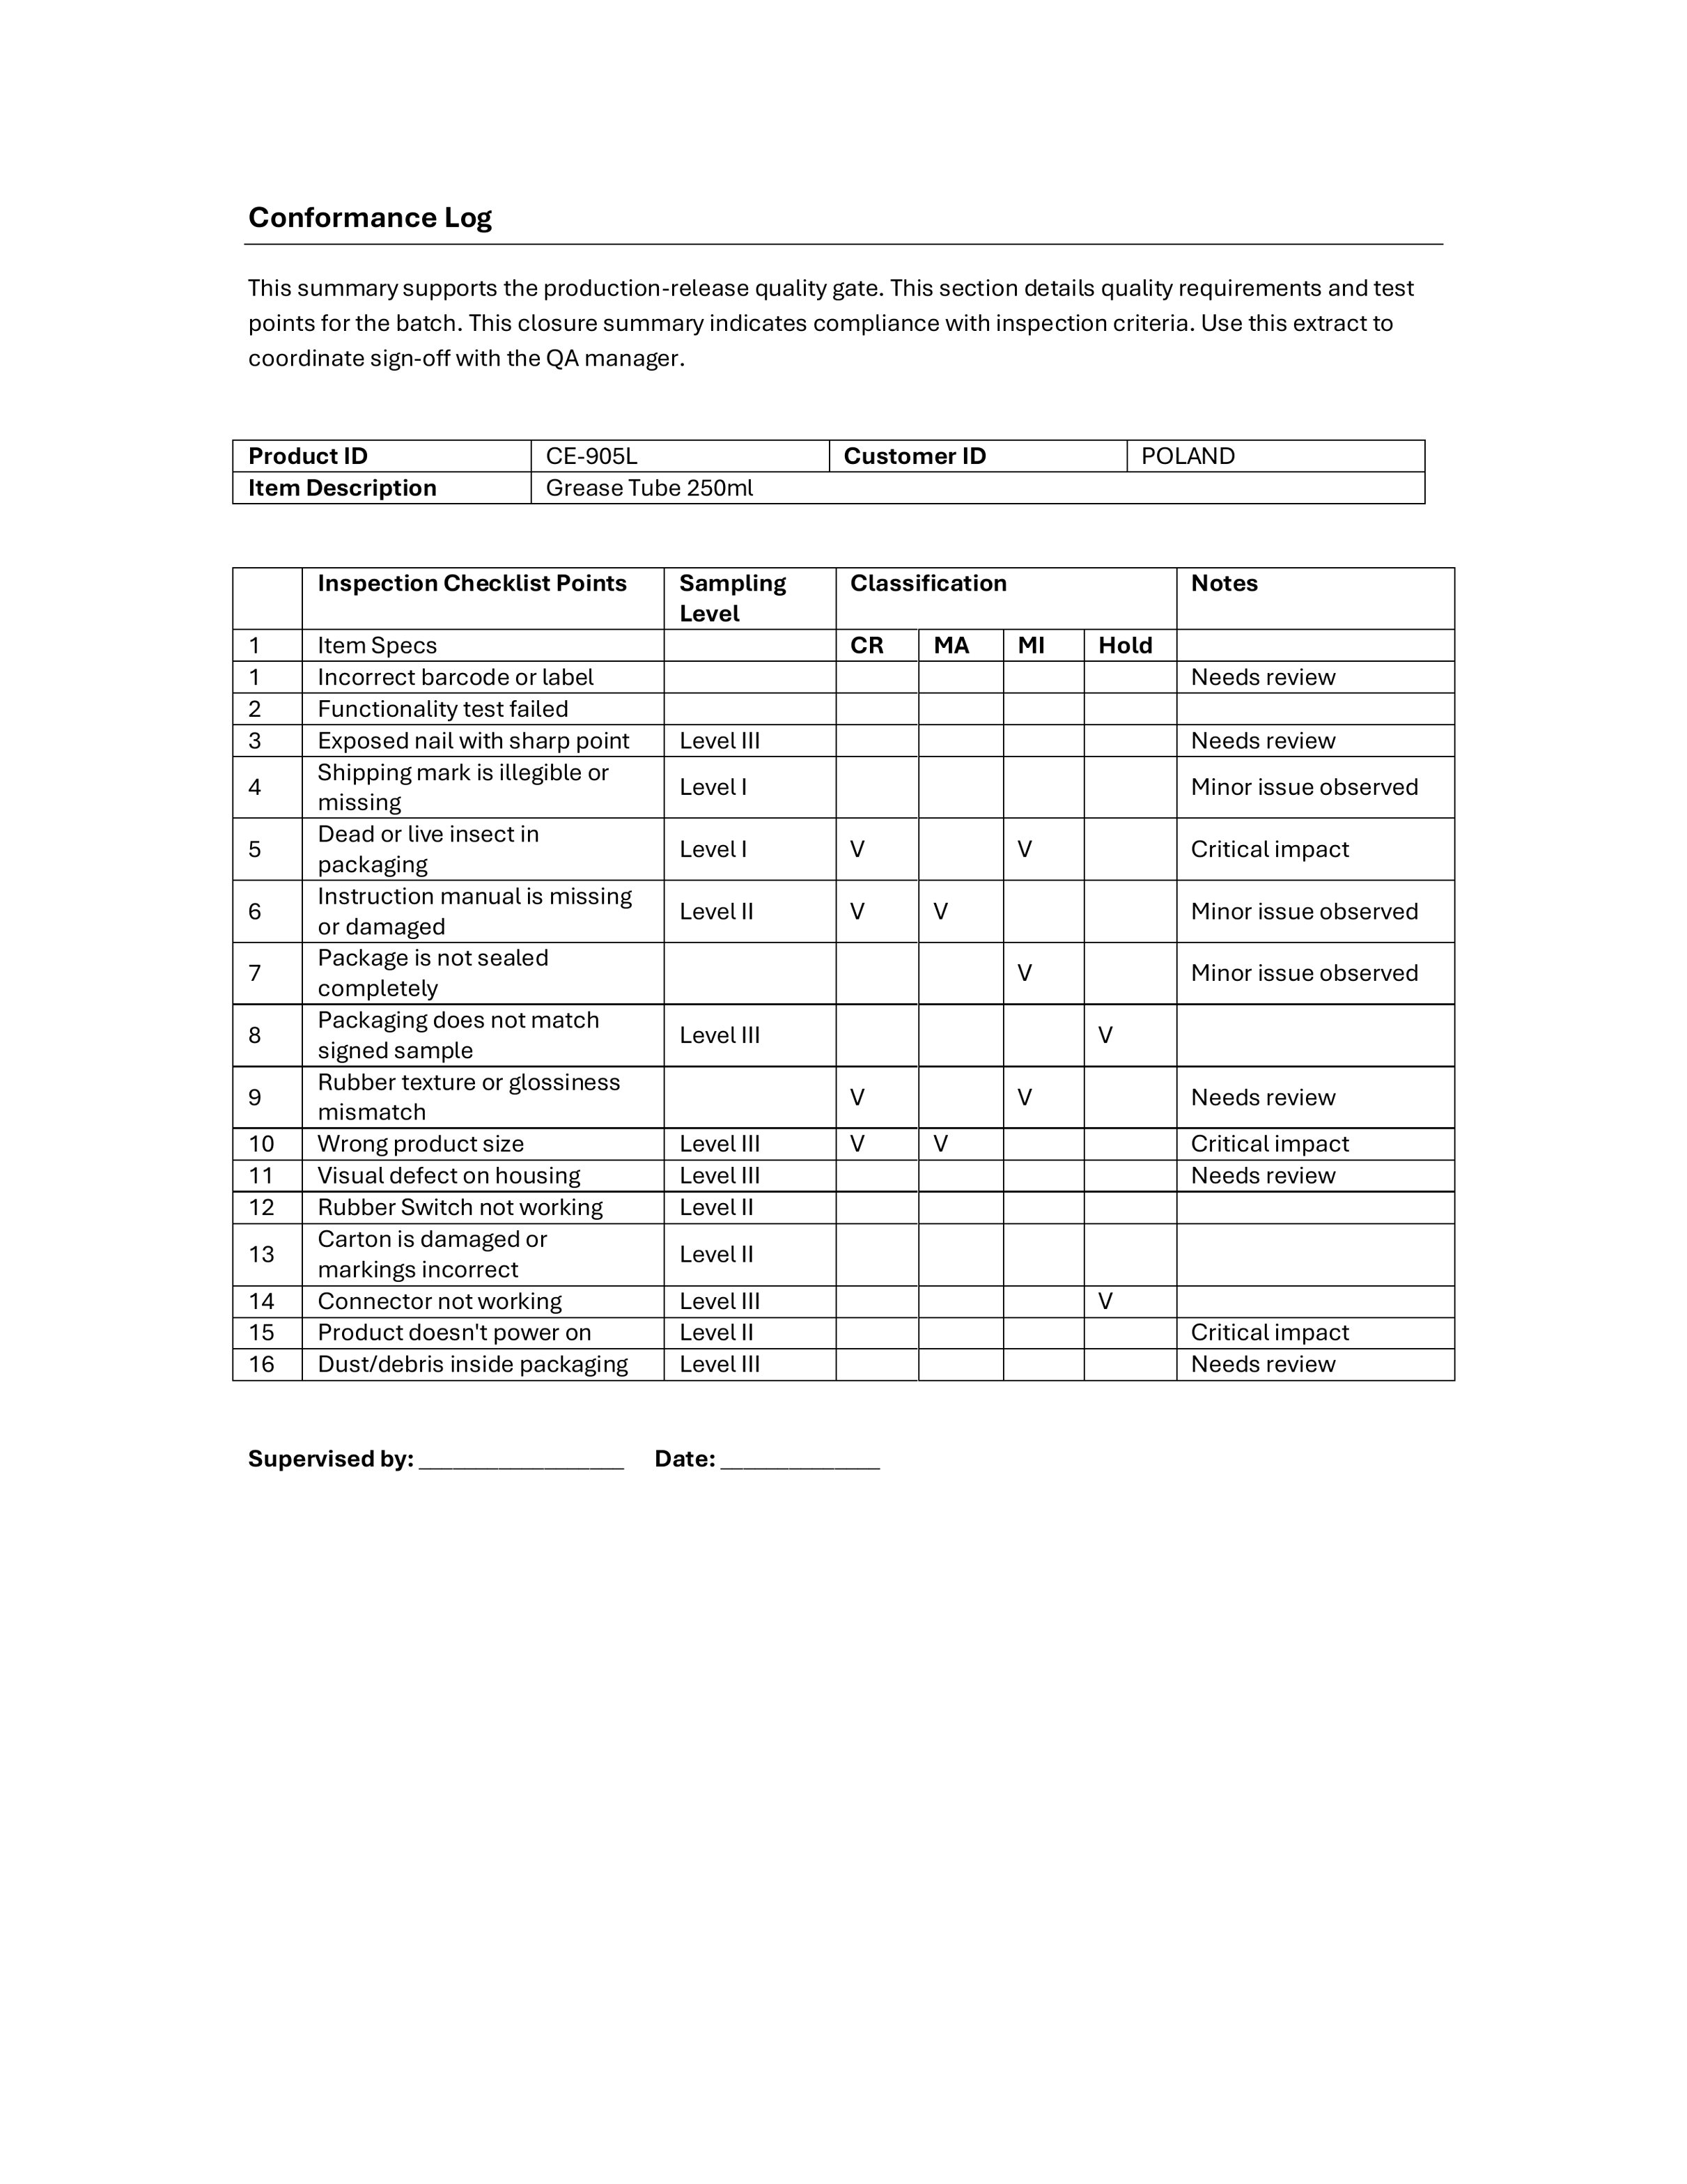 Conformance Log
This summary supports the production-release quality gate. This section details quality requirements and test
points for the batch. This closure summary indicates compliance with inspection criteria. Use this extract to
coordinate sign-off with the QA manager.
Product ID CE-905L Customer ID POLAND
Item Description Grease Tube 250ml
Inspection Checklist Points Sampling Level Classification Notes
1 Item Specs CR MA MI Hold
1 Incorrect barcode or label Needs review
2 Functionality test failed
3 Exposed nail with sharp point Level III Needs review
4 Shipping mark is illegible or missing Level I Minor issue observed
5 Dead or live insect in packaging Level I V V Critical impact
6 Instruction manual is missing or damaged Level II V V Minor issue observed
7 Package is not sealed completely V Minor issue observed
8 Packaging does not match signed sample Level III V
9 Rubber texture or glossiness mismatch V V Needs review
10 Wrong product size Level III V V Critical impact
11 Visual defect on housing Level III Needs review
12 Rubber Switch not working Level II
13 Carton is damaged or markings incorrect Level II
14 Connector not working Level III V
15 Product doesn't power on Level II Critical impact
16 Dust/debris inside packaging Level III Needs review
Supervised by: __________________ Date: ______________